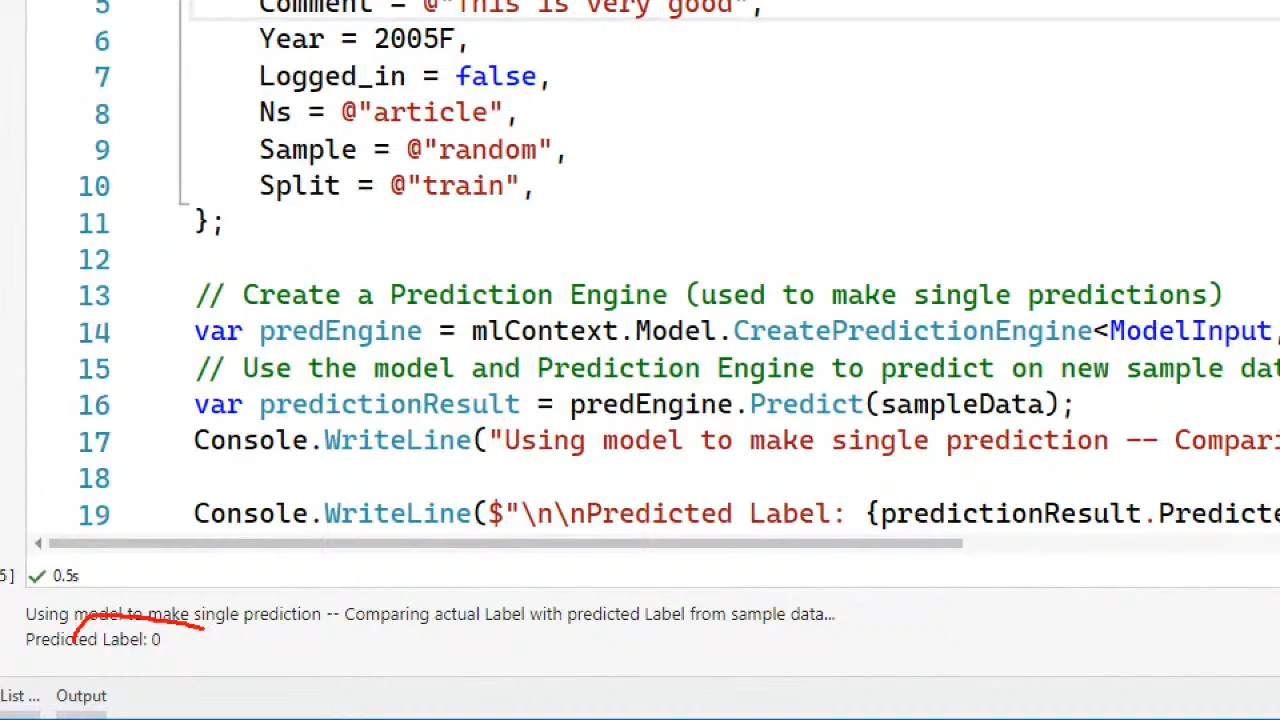 5 Comment = @"This is very good",
6 Year = 2005F,
7 Logged_in = false,
8 Ns = @"article",
9 Sample = @"random",
10 Split = @"train",
11 };
12
13 // Create a Prediction Engine (used to make single predictions)
14 var predEngine = mlContext.Model.CreatePredictionEngine<ModelInput,
15 // Use the model and Prediction Engine to predict on new sample dat
16 var predictionResult = predEngine.Predict(sampleData);
17 Console.WriteLine("Using model to make single prediction -- Compari
18
19 Console.WriteLine($"\n\nPredicted Label: {predictionResult.Predicte
5] 0.5s
Using model to make single prediction -- Comparing actual Label with predicted Label from sample data...
Predicted Label: 0
List ... Output